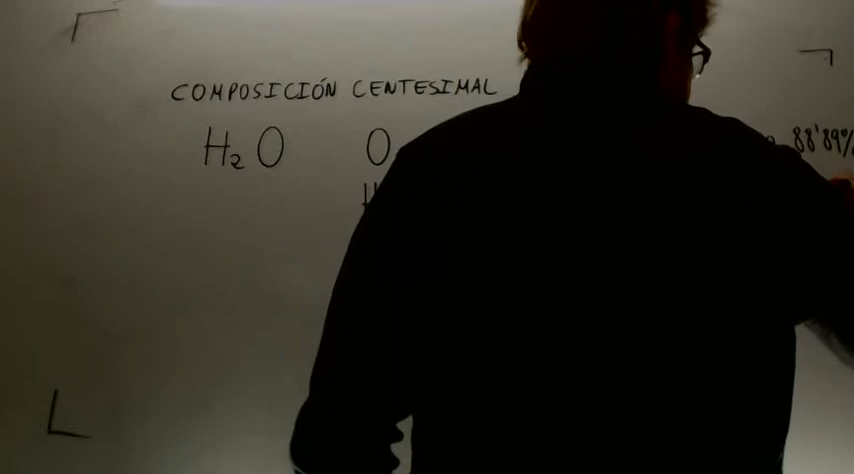 COMPOSICIÓN CENTESIMAL
H₂O O 88'89%
H